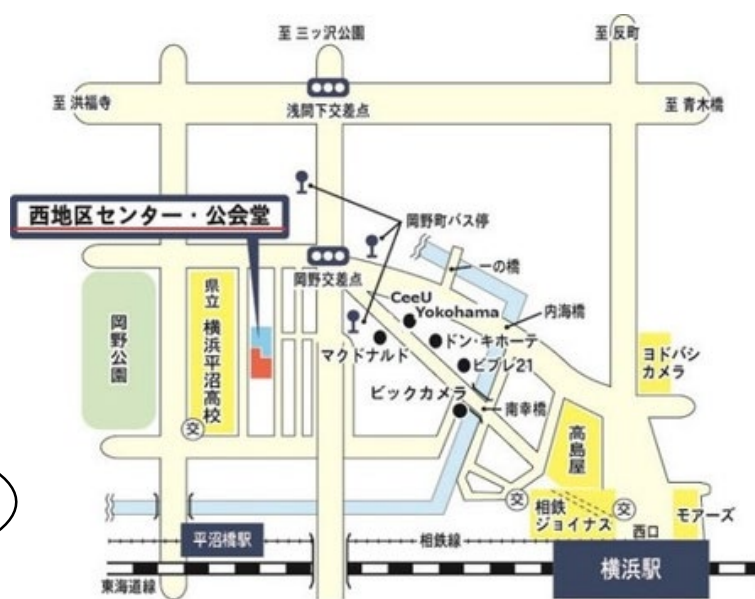 至 三ッ沢公園
至 反町
至 洪福寺
浅間下交差点
至 青木橋
西地区センター・公会堂
岡野町バス停
一の橋
岡野交差点
CeeU
Yokohama
内海橋
岡野公園
県立 横浜平沼高校
マクドナルド
ドン・キホーテ
ビブレ21
ヨドバシ
カメラ
ビックカメラ
南幸橋
交
高島屋
交
相鉄
ジョイナス
交
モアーズ
西口
平沼橋駅
相鉄線
横浜駅
東海道線